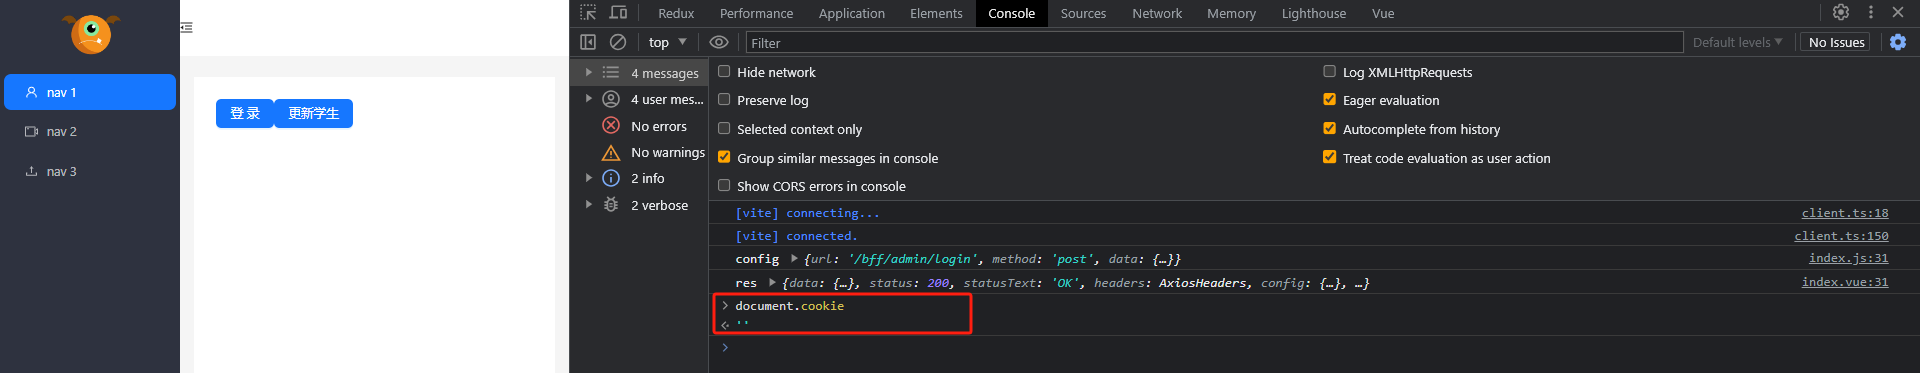 nav 1
nav 2
nav 3
登 录
更新学生
Redux Performance Application Elements Console Sources Network Memory Lighthouse Vue
top Filter Default levels No Issues
4 messages
4 user mes...
No errors
No warnings
2 info
2 verbose
Hide network
Preserve log
Selected context only
Group similar messages in console
Show CORS errors in console
Log XMLHttpRequests
Eager evaluation
Autocomplete from history
Treat code evaluation as user action
[vite] connecting... client.ts:18
[vite] connected. client.ts:150
config {url: '/bff/admin/login', method: 'post', data: {…}} index.js:31
res {data: {…}, status: 200, statusText: 'OK', headers: AxiosHeaders, config: {…}, …} index.vue:31
document.cookie
''